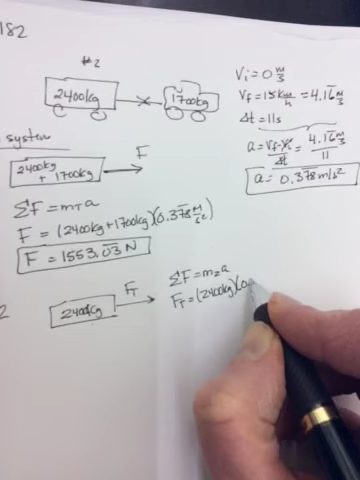 182
#2
2400kg
1700kg
Vi = 0 m/s
Vf = 15 km/h = 4.16 m/s
Δt = 11s
a = Vf - Vi / Δt = 4.16 m/s / 11
a = 0.378 m/s²
system
2400kg + 1700kg
F
ΣF = mTa
F = (2400kg + 1700kg)(0.378 m/s²)
F = 1553.03 N
2
2400kg
FT
ΣF = m2a
FT = (2400kg)(0.